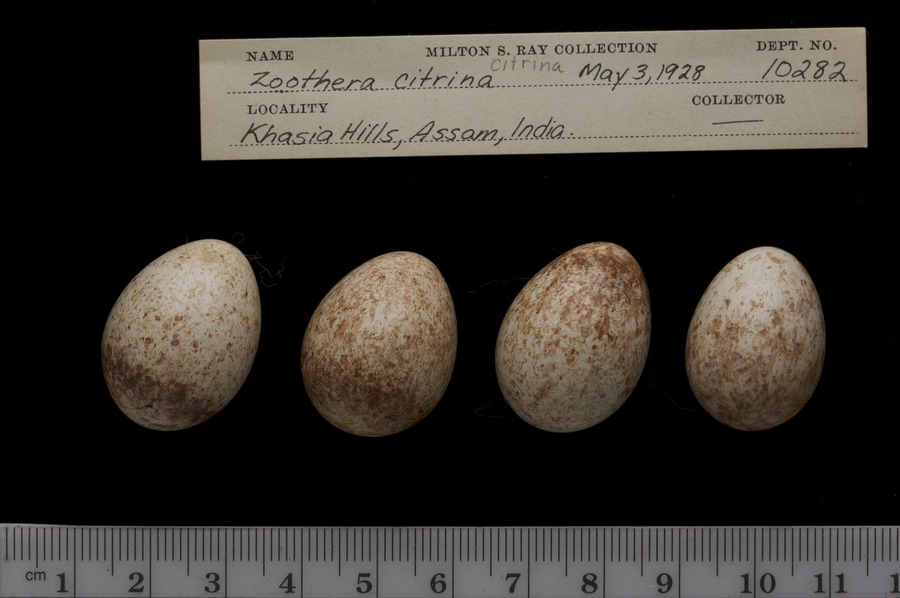 NAME MILTON S. RAY COLLECTION DEPT. NO.
citrina
Zoothera citrina May 3, 1928 10282
LOCALITY COLLECTOR
Khasia Hills, Assam, India. —
cm 1 2 3 4 5 6 7 8 9 10 11 1